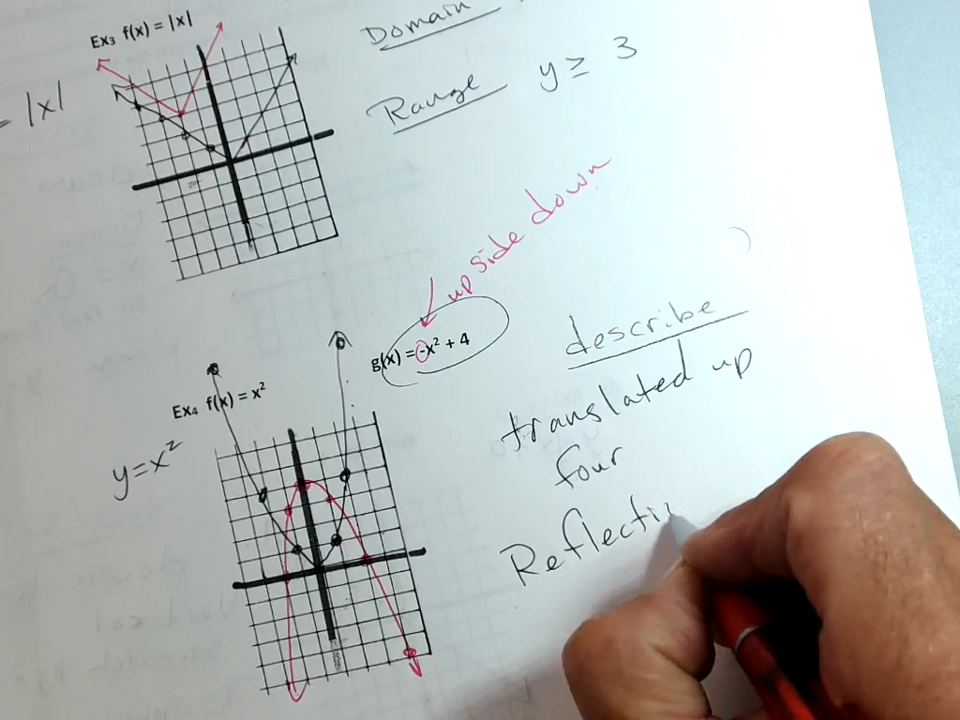 Ex3 f(x) = |x|
= |x|
Domain
Range y ≥ 3
upside down
g(x) = -x² + 4
describe
translated up
four
Reflecti
Ex4 f(x) = x²
y=x²